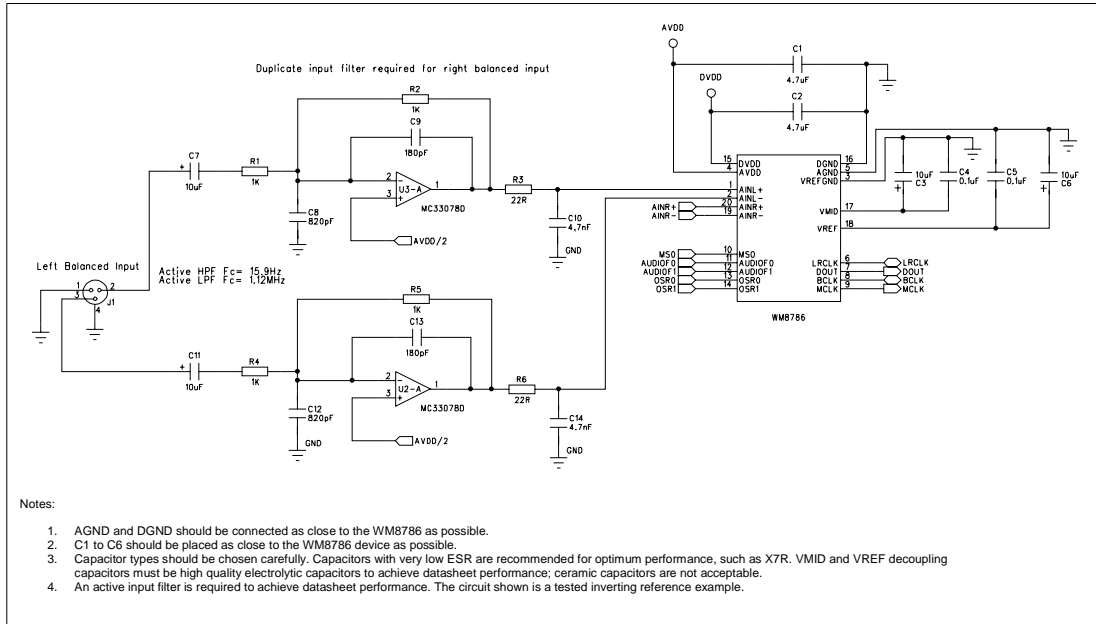 AVDD
C1
4.7uF
Duplicate input filter required for right balanced input
DVDD
C2
4.7uF
R2
1K
C9
180pF
C7
10uF
R1
1K
2
3
U3-A
1
MC33078D
R3
22R
C8
820pF
GND
AVDD/2
C10
4.7nF
GND
15 DVDD
4 AVDD
1 AINL+
2 AINL-
AINR+ 20 AINR+
AINR- 19 AINR-
MS0 10 MS0
AUDIOF0 11 AUDIOF0
AUDIOF1 12 AUDIOF1
OSR0 13 OSR0
OSR1 14 OSR1
DGND 16
AGND 5
VREFGND 3
VMID 17
VREF 18
LRCLK 6 LRCLK
DOUT 7 DOUT
BCLK 8 BCLK
MCLK 9 MCLK
WM8786
10uF
C3
C4
0.1uF
C5
0.1uF
10uF
C6
Left Balanced Input
Active HPF Fc= 15.9Hz
Active LPF Fc= 1.12MHz
1
2
3
J1
4
R5
1K
C13
180pF
C11
10uF
R4
1K
2
3
U2-A
1
MC33078D
R6
22R
C12
820pF
GND
AVDD/2
C14
4.7nF
GND
Notes:
1. AGND and DGND should be connected as close to the WM8786 as possible.
2. C1 to C6 should be placed as close to the WM8786 device as possible.
3. Capacitor types should be chosen carefully. Capacitors with very low ESR are recommended for optimum performance, such as X7R. VMID and VREF decoupling
capacitors must be high quality electrolytic capacitors to achieve datasheet performance; ceramic capacitors are not acceptable.
4. An active input filter is required to achieve datasheet performance. The circuit shown is a tested inverting reference example.